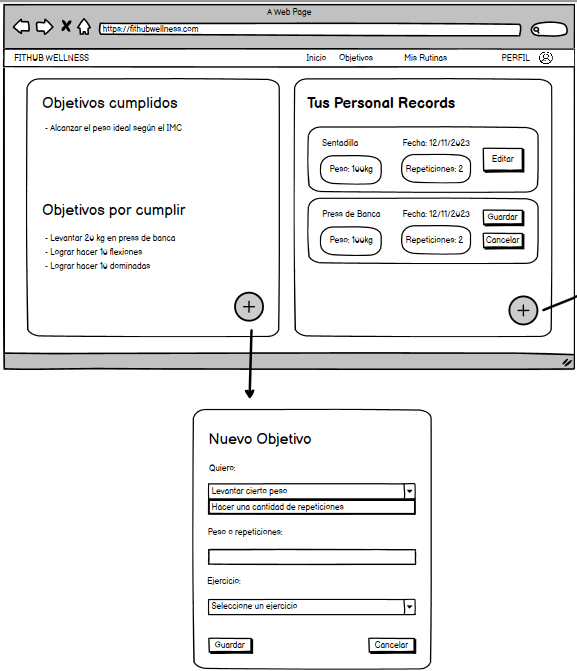 A Web Page
https://fithubwellness.com
FITHUB WELLNESS
Inicio
Objetivos
Mis Rutinas
PERFIL
Objetivos cumplidos
- Alcanzar el peso ideal según el IMC
Objetivos por cumplir
- Levantar 20 kg en press de banca
- Lograr hacer 10 flexiones
- Lograr hacer 10 dominadas
Tus Personal Records
Sentadilla
Fecha: 12/11/2023
Peso: 100kg
Repeticiones: 2
Editar
Press de Banca
Fecha: 12/11/2023
Guardar
Peso: 100kg
Repeticiones: 2
Cancelar
Nuevo Objetivo
Quiero:
Levantar cierto peso
Hacer una cantidad de repeticiones
Peso o repeticiones:
Ejercicio:
Seleccione un ejercicio
Guardar
Cancelar